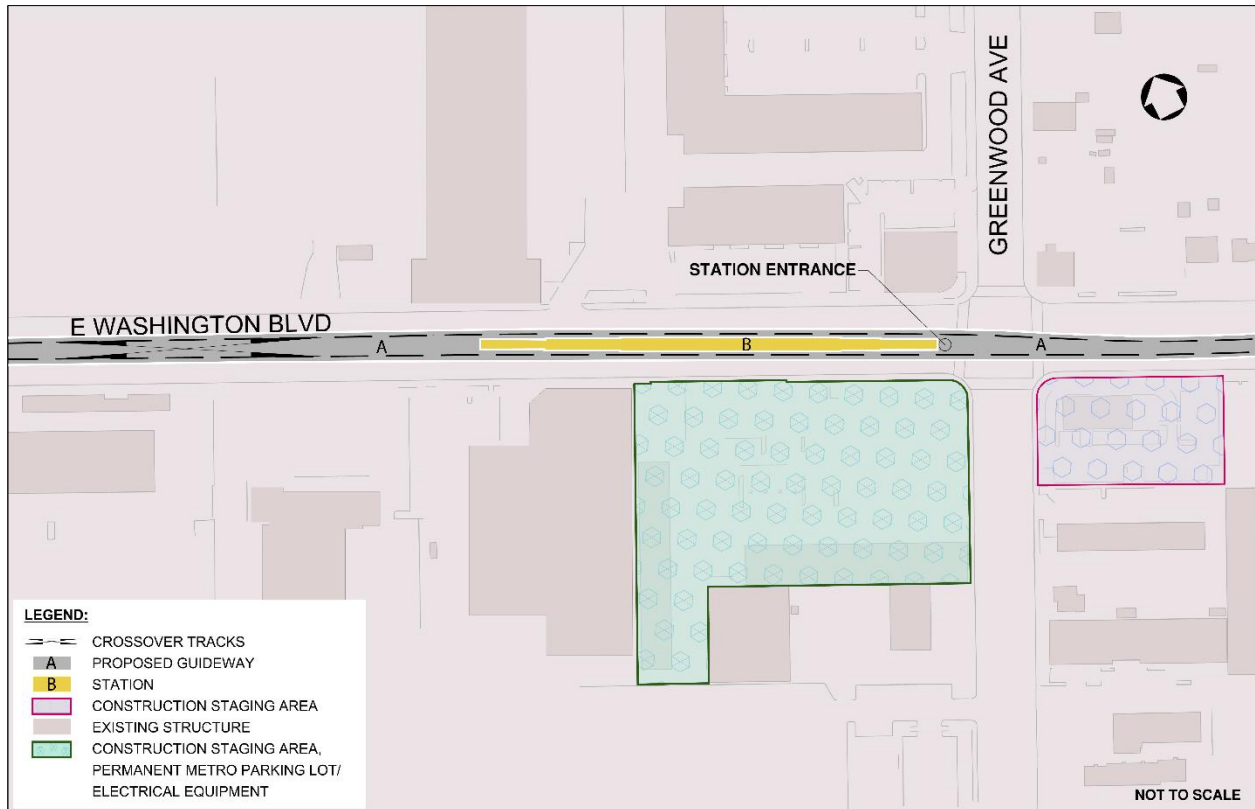 GREENWOOD AVE
STATION ENTRANCE
E WASHINGTON BLVD
A
B
A
LEGEND:
CROSSOVER TRACKS
A PROPOSED GUIDEWAY
B STATION
CONSTRUCTION STAGING AREA
EXISTING STRUCTURE
CONSTRUCTION STAGING AREA,
PERMANENT METRO PARKING LOT/
ELECTRICAL EQUIPMENT
NOT TO SCALE